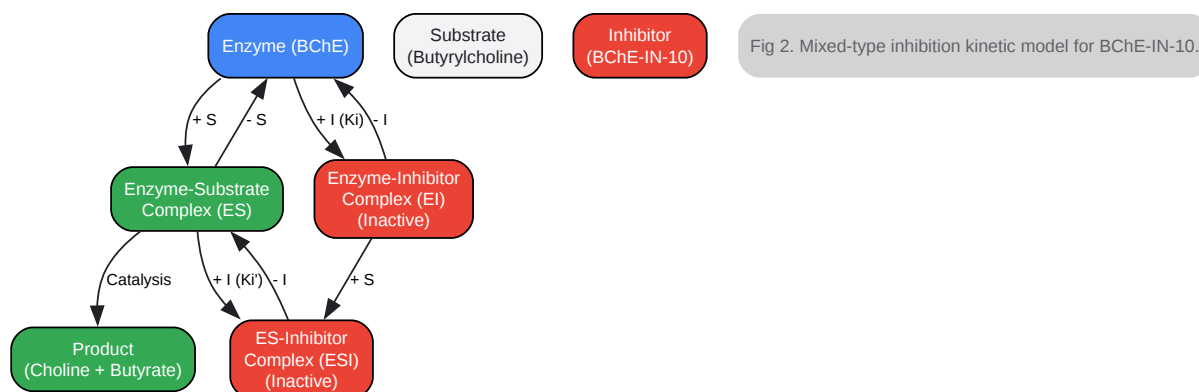 Enzyme (BChE)
Substrate
(Butyrylcholine)
Inhibitor
(BChE-IN-10)
Fig 2. Mixed-type inhibition kinetic model for BChE-IN-10.
+ S
- S
+ I (Ki)
- I
Enzyme-Substrate
Complex (ES)
Enzyme-Inhibitor
Complex (EI)
(Inactive)
Catalysis
+ I (Ki')
- I
+ S
Product
(Choline + Butyrate)
ES-Inhibitor
Complex (ESI)
(Inactive)